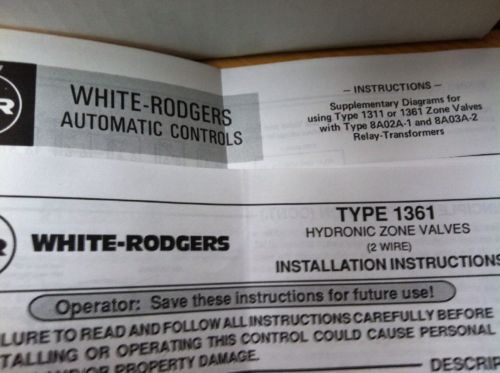 WHITE-RODGERS
AUTOMATIC CONTROLS
– INSTRUCTIONS –
Supplementary Diagrams for
using Type 1311 or 1361 Zone Valves
with Type 8A02A-1 and 8A03A-2
Relay-Transformers
R
WHITE-RODGERS
TYPE 1361
HYDRONIC ZONE VALVES
(2 WIRE)
INSTALLATION INSTRUCTIONS
Operator: Save these instructions for future use!
LURE TO READ AND FOLLOW ALL INSTRUCTIONS CAREFULLY BEFORE
TALLING OR OPERATING THIS CONTROL COULD CAUSE PERSONAL
AND/OR PROPERTY DAMAGE.
DESCRIP